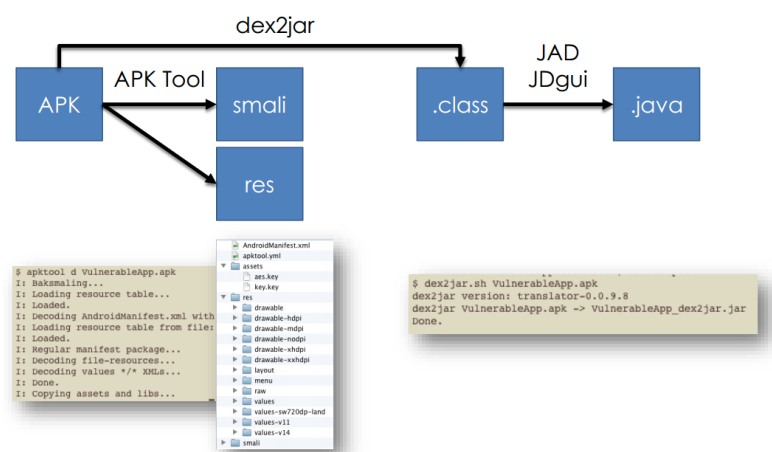 dex2jar
APK
APK Tool
smali
res
.class
JAD
JDgui
.java
$ apktool d VulnerableApp.apk
I: Baksmaling...
I: Loading resource table...
I: Loaded.
I: Decoding AndroidManifest.xml with
I: Loading resource table from file:
I: Loaded.
I: Regular manifest package...
I: Decoding file-resources...
I: Decoding values */* XMLs...
I: Done.
I: Copying assets and libs...
AndroidManifest.xml
apktool.yml
assets
aes.key
key.key
res
drawable
drawable-hdpi
drawable-mdpi
drawable-nodpi
drawable-xhdpi
drawable-xxhdpi
layout
menu
raw
values
values-sw720dp-land
values-v11
values-v14
smali
$ dex2jar.sh VulnerableApp.apk
dex2jar version: translator-0.0.9.8
dex2jar VulnerableApp.apk -> VulnerableApp_dex2jar.jar
Done.